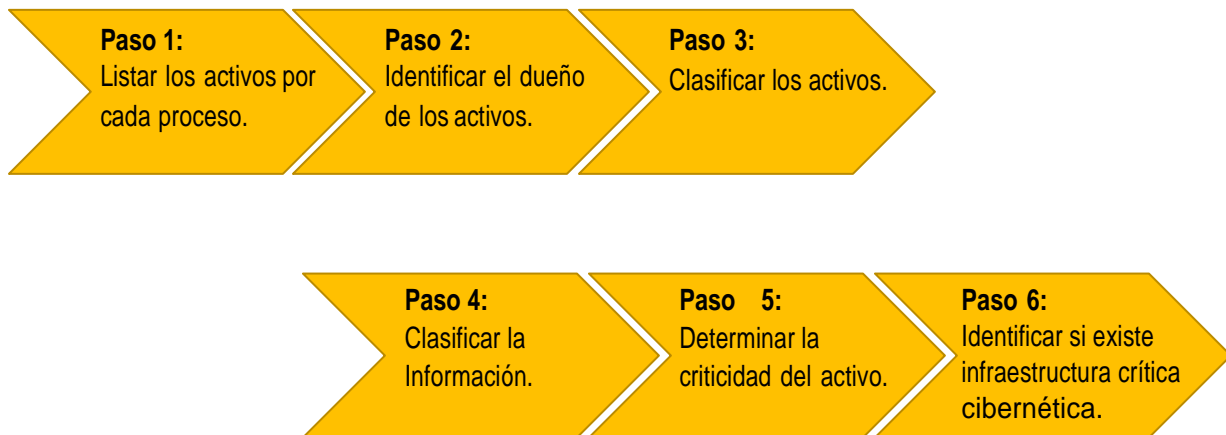 Paso 1:
Listar los activos por
cada proceso.
Paso 2:
Identificar el dueño
de los activos.
Paso 3:
Clasificar los activos.
Paso 4:
Clasificar la
Información.
Paso 5:
Determinar la
criticidad del activo.
Paso 6:
Identificar si existe
infraestructura crítica
cibernética.